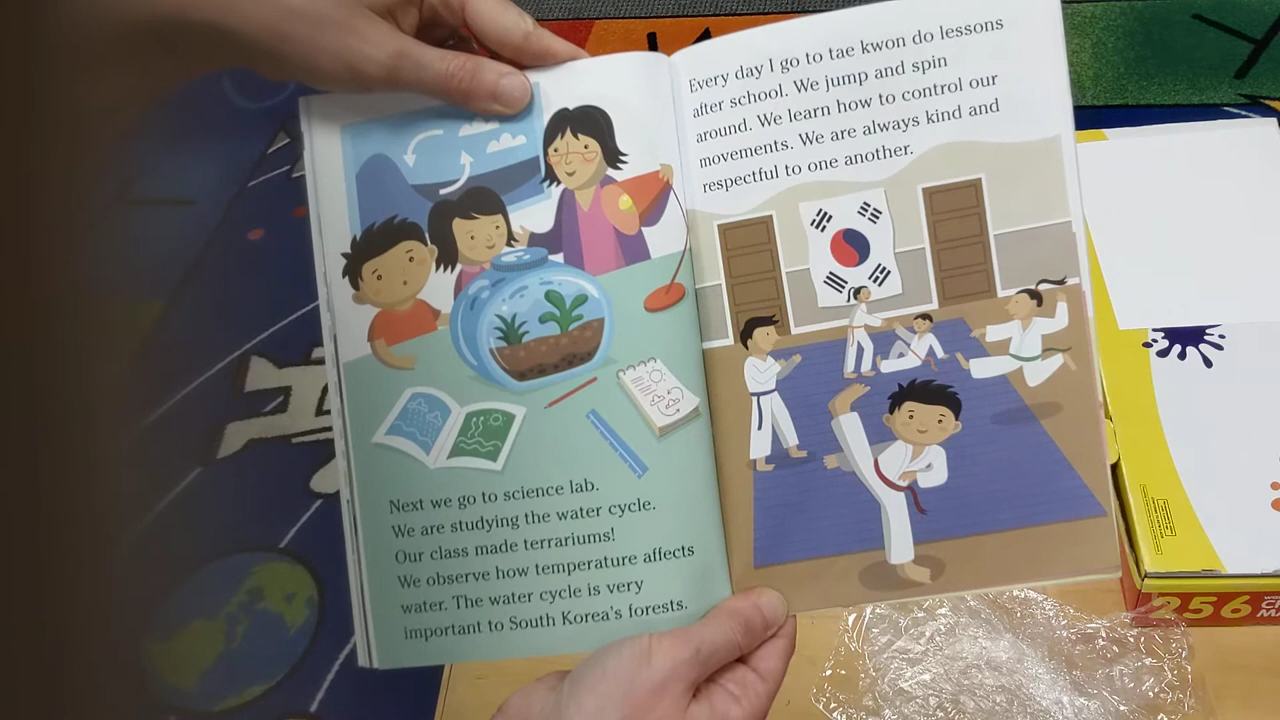 Next we go to science lab.
We are studying the water cycle.
Our class made terrariums!
We observe how temperature affects
water. The water cycle is very
important to South Korea's forests.
Every day I go to tae kwon do lessons
after school. We jump and spin
around. We learn how to control our
movements. We are always kind and
respectful to one another.
256